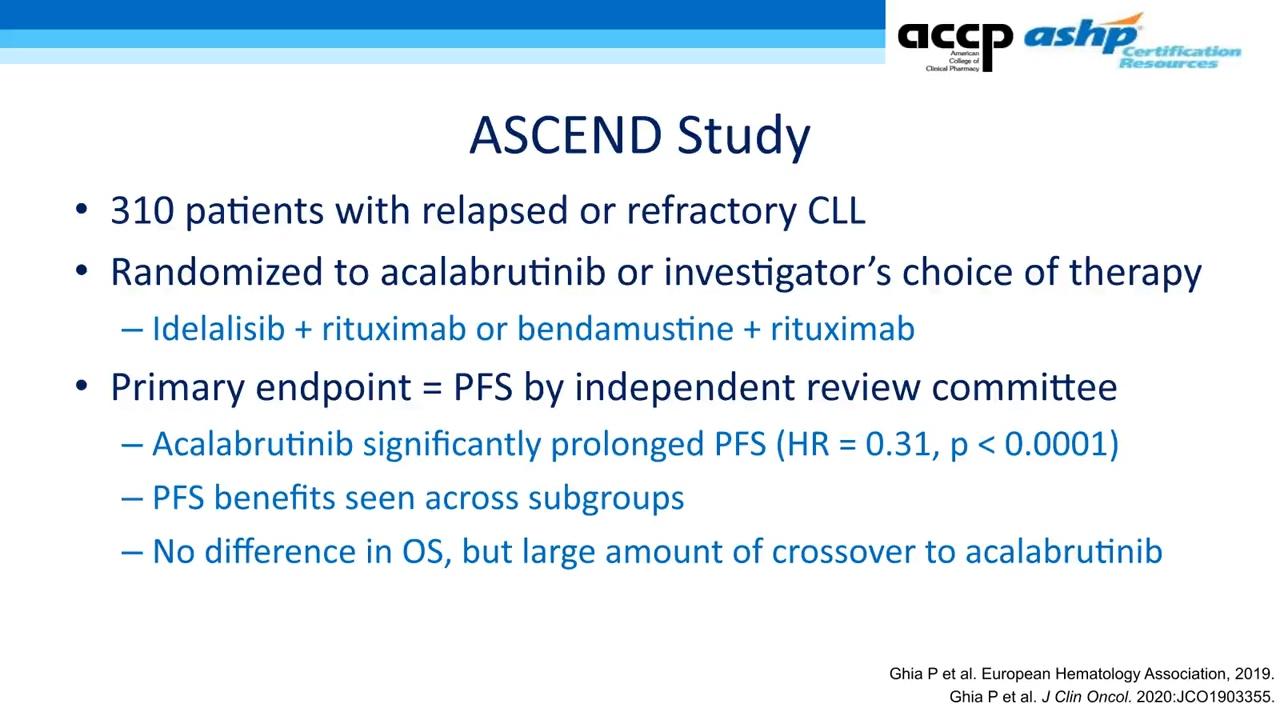 accp
American
College of
Clinical Pharmacy
ashp
Certification
Resources
ASCEND Study
• 310 patients with relapsed or refractory CLL
• Randomized to acalabrutinib or investigator’s choice of therapy
– Idelalisib + rituximab or bendamustine + rituximab
• Primary endpoint = PFS by independent review committee
– Acalabrutinib significantly prolonged PFS (HR = 0.31, p < 0.0001)
– PFS benefits seen across subgroups
– No difference in OS, but large amount of crossover to acalabrutinib
Ghia P et al. European Hematology Association, 2019.
Ghia P et al. J Clin Oncol. 2020:JCO1903355.